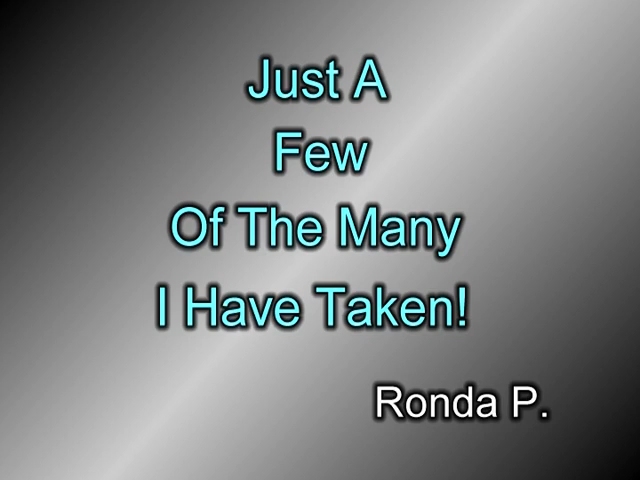 Just A
Few
Of The Many
I Have Taken!
Ronda P.